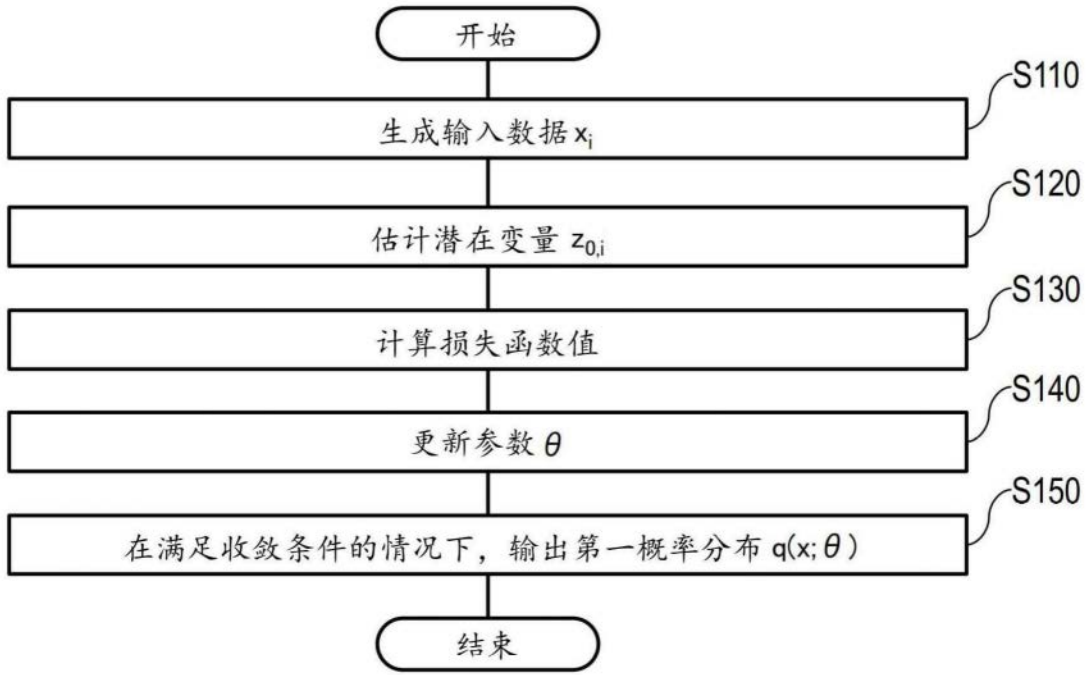 开始
S110
生成输入数据 xᵢ
S120
估计潜在变量 z₀,ᵢ
S130
计算损失函数值
S140
更新参数 θ
S150
在满足收敛条件的情况下，输出第一概率分布 q(x; θ)
结束